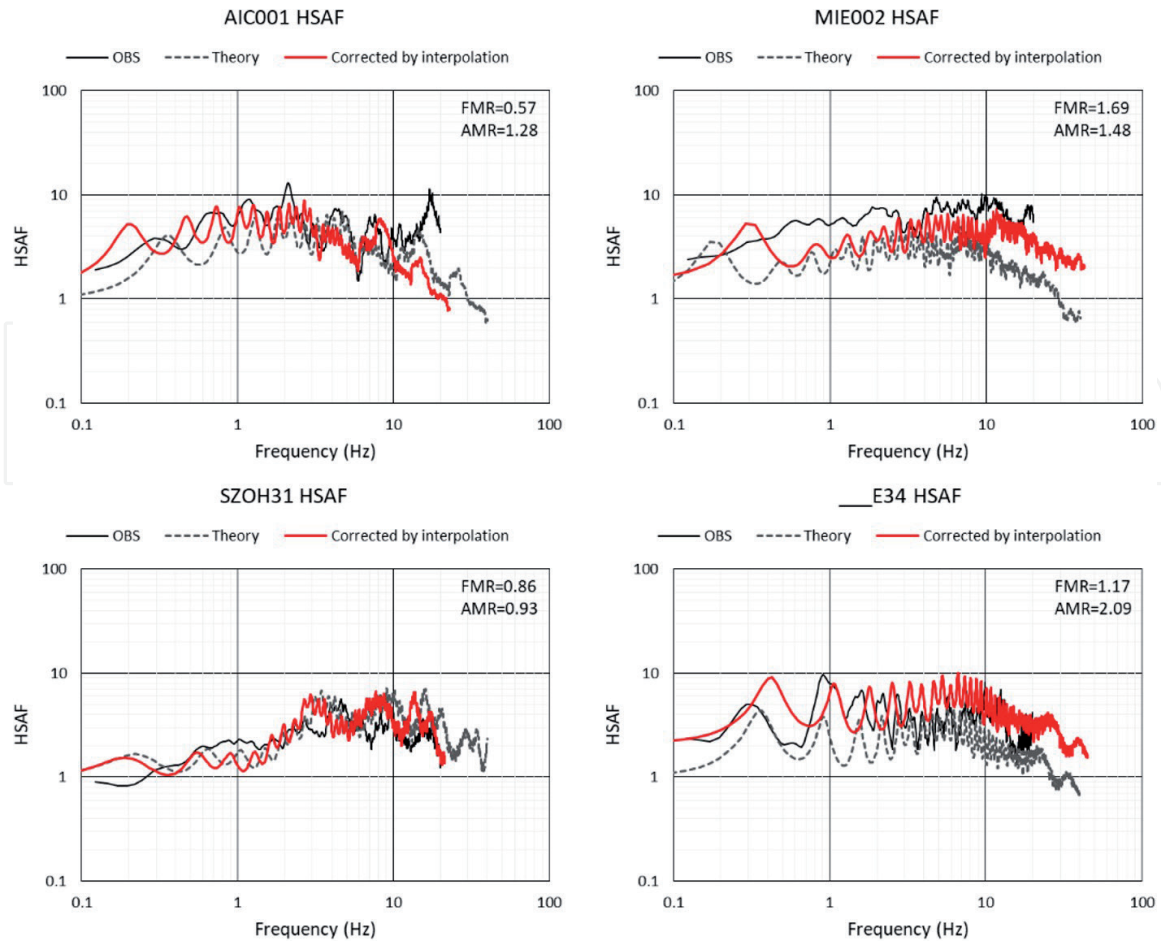 AIC001 HSAF
OBS Theory Corrected by interpolation
100
10
1
0.1
HSAF
FMR=0.57
AMR=1.28
0.1 1 10 100
Frequency (Hz)
MIE002 HSAF
OBS Theory Corrected by interpolation
100
10
1
0.1
HSAF
FMR=1.69
AMR=1.48
0.1 1 10 100
Frequency (Hz)
SZOH31 HSAF
OBS Theory Corrected by interpolation
100
10
1
0.1
HSAF
FMR=0.86
AMR=0.93
0.1 1 10 100
Frequency (Hz)
___E34 HSAF
OBS Theory Corrected by interpolation
100
10
1
0.1
HSAF
FMR=1.17
AMR=2.09
0.1 1 10 100
Frequency (Hz)